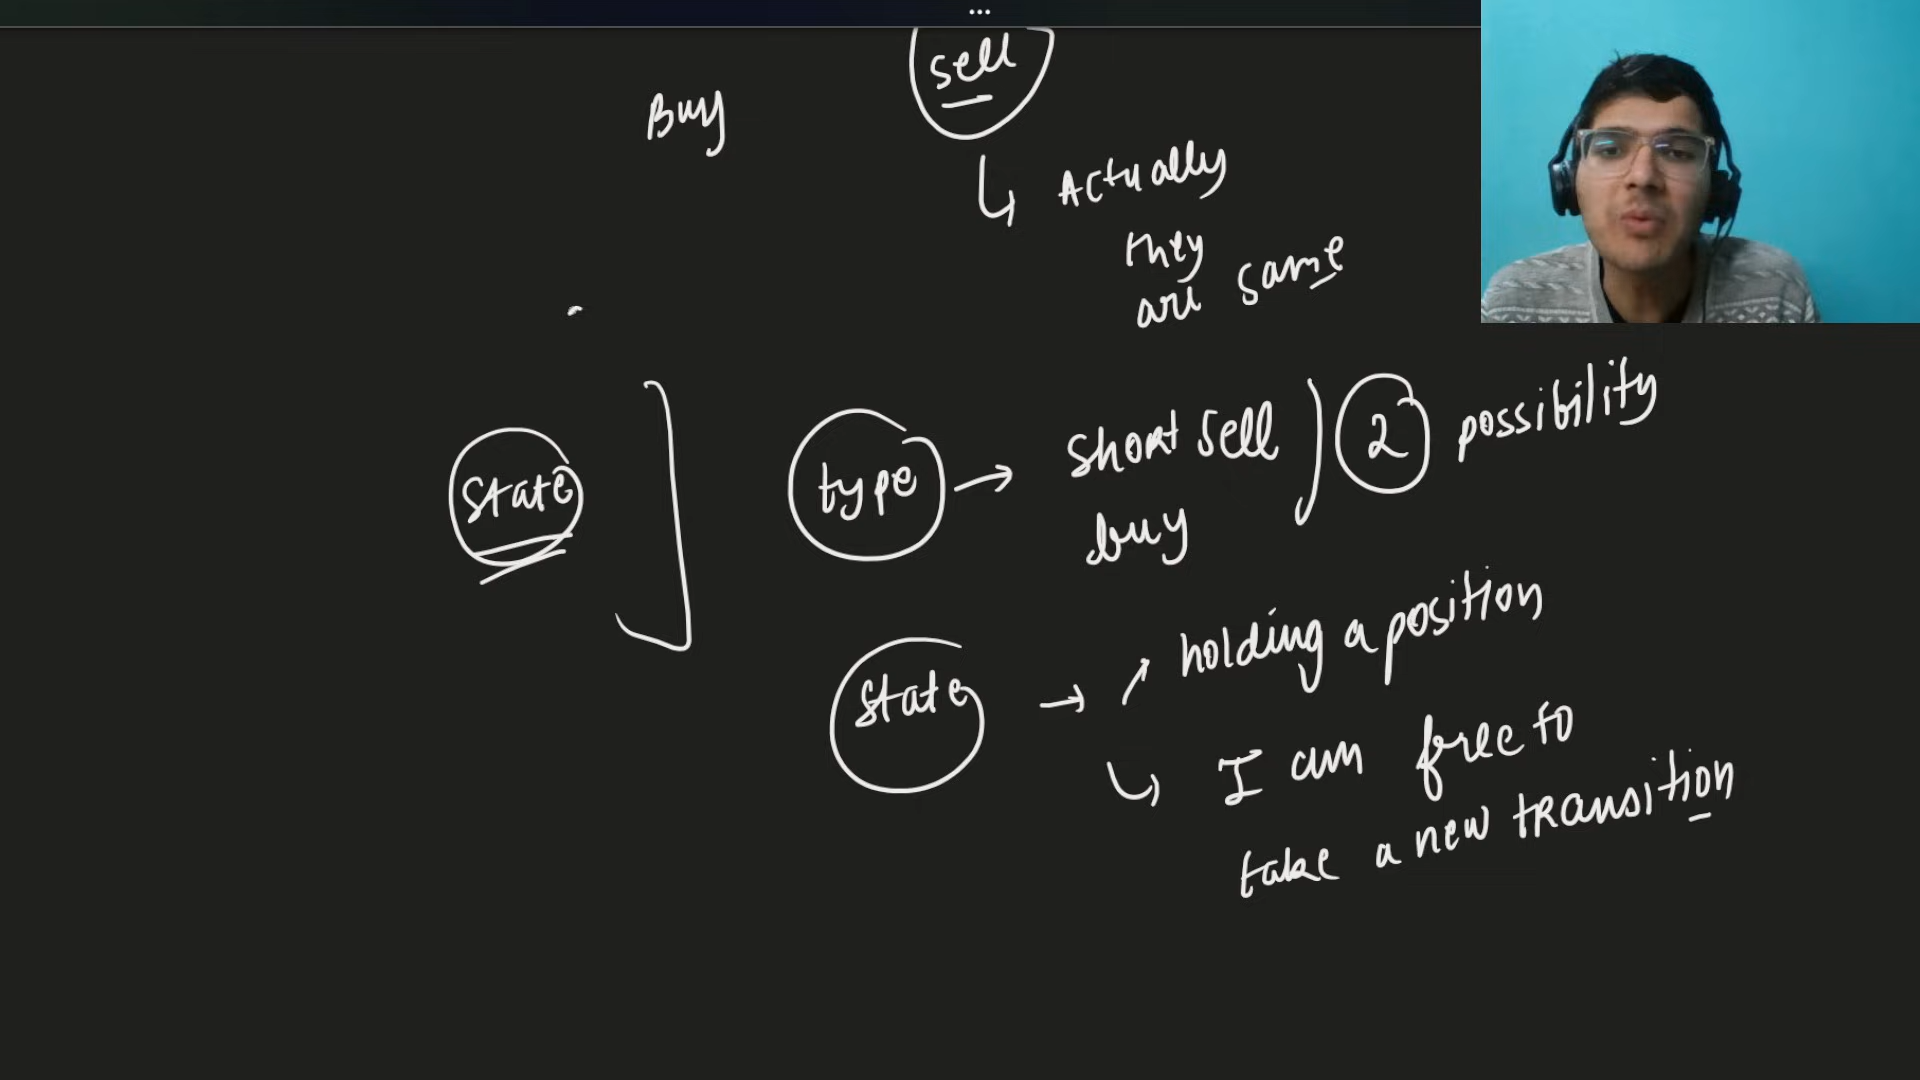 ...
sell
Buy
Actually
they
are same
state
type → short sell
buy
2 possibility
state → holding a position
I am free to
take a new transition